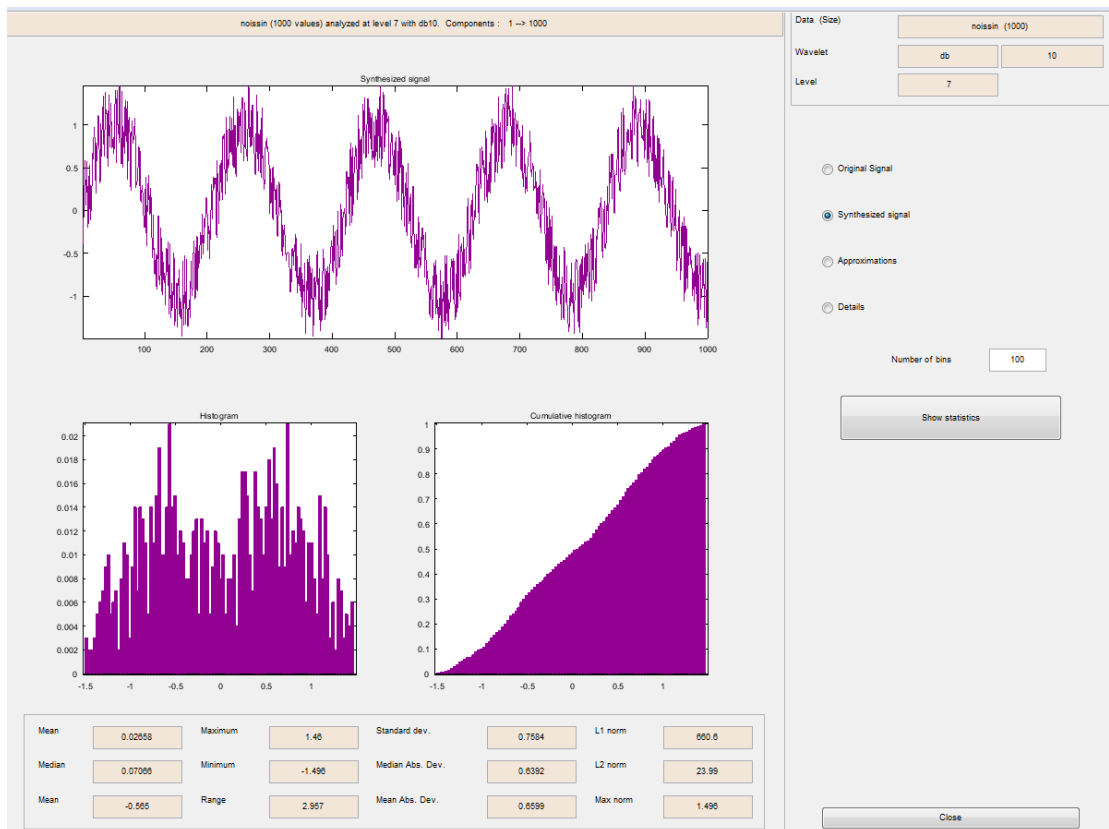 noissin (1000 values) analyzed at level 7 with db10. Components : 1 --> 1000
Data (Size)
noissin (1000)
Wavelet
db
10
Level
7
Synthesized signal
1
0.5
0
-0.5
-1
100 200 300 400 500 600 700 800 900 1000
Original Signal
Synthesized signal
Approximations
Details
Number of bins
100
Show statistics
Histogram
0.02
0.018
0.016
0.014
0.012
0.01
0.008
0.006
0.004
0.002
0
-1.5 -1 -0.5 0 0.5 1
Cumulative histogram
1
0.9
0.8
0.7
0.6
0.5
0.4
0.3
0.2
0.1
0
-1.5 -1 -0.5 0 0.5 1
Mean 0.02658 Maximum 1.46 Standard dev. 0.7584 L1 norm 660.6
Median 0.07066 Minimum -1.496 Median Abs. Dev. 0.6392 L2 norm 23.99
Mean -0.565 Range 2.957 Mean Abs. Dev. 0.6599 Max norm 1.496
Close